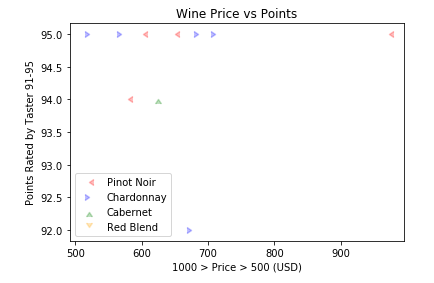 Wine Price vs Points
Points Rated by Taster 91-95
95.0
94.5
94.0
93.5
93.0
92.5
92.0
Pinot Noir
Chardonnay
Cabernet
Red Blend
500
600
700
800
900
1000 > Price > 500 (USD)